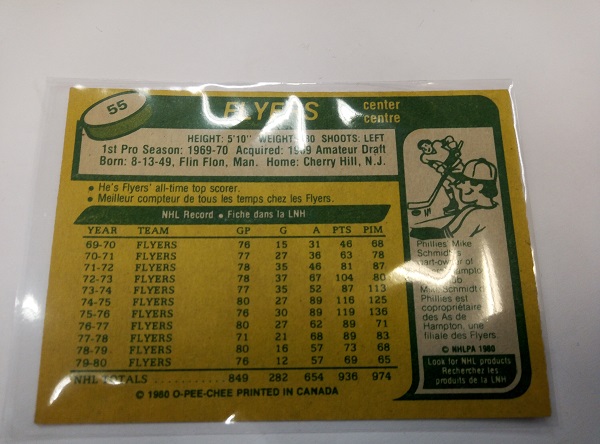 55
FLYERS
center
centre
HEIGHT: 5'10" WEIGHT: SHOOTS: LEFT
1st Pro Season: 1969-70 Acquired: Amateur Draft
Born: 8-13-49, Flin Flon, Man. Home: Cherry Hill, N.J.
• He's Flyers' all-time top scorer.
• Meilleur compteur de tous les temps chez les Flyers.
NHL Record • Fiche dans la LNH
YEAR TEAM GP G A PTS PIM
69-70 FLYERS 76 15 31 46 68
70-71 FLYERS 77 27 36 63 78
71-72 FLYERS 78 35 46 81 87
72-73 FLYERS 78 37 67 104 80
73-74 FLYERS 77 35 52 87 113
74-75 FLYERS 80 27 89 116 125
75-76 FLYERS 76 30 89 119 136
76-77 FLYERS 80 27 62 89 71
77-78 FLYERS 71 21 68 89 83
78-79 FLYERS 80 16 57 73 68
79-80 FLYERS 76 12 57 69 65
NHL TOTALS 849 282 654 936 974
© 1980 O-PEE-CHEE PRINTED IN CANADA
Phillies' Mike
Schmidt
part-owner of
Mike Schmidt
Phillies est
copropriétaire
des As de
Hampton, une
filiale des Flyers.
© NHLPA 1980
Look for NHL products
Rechercher les
produits de la LNH